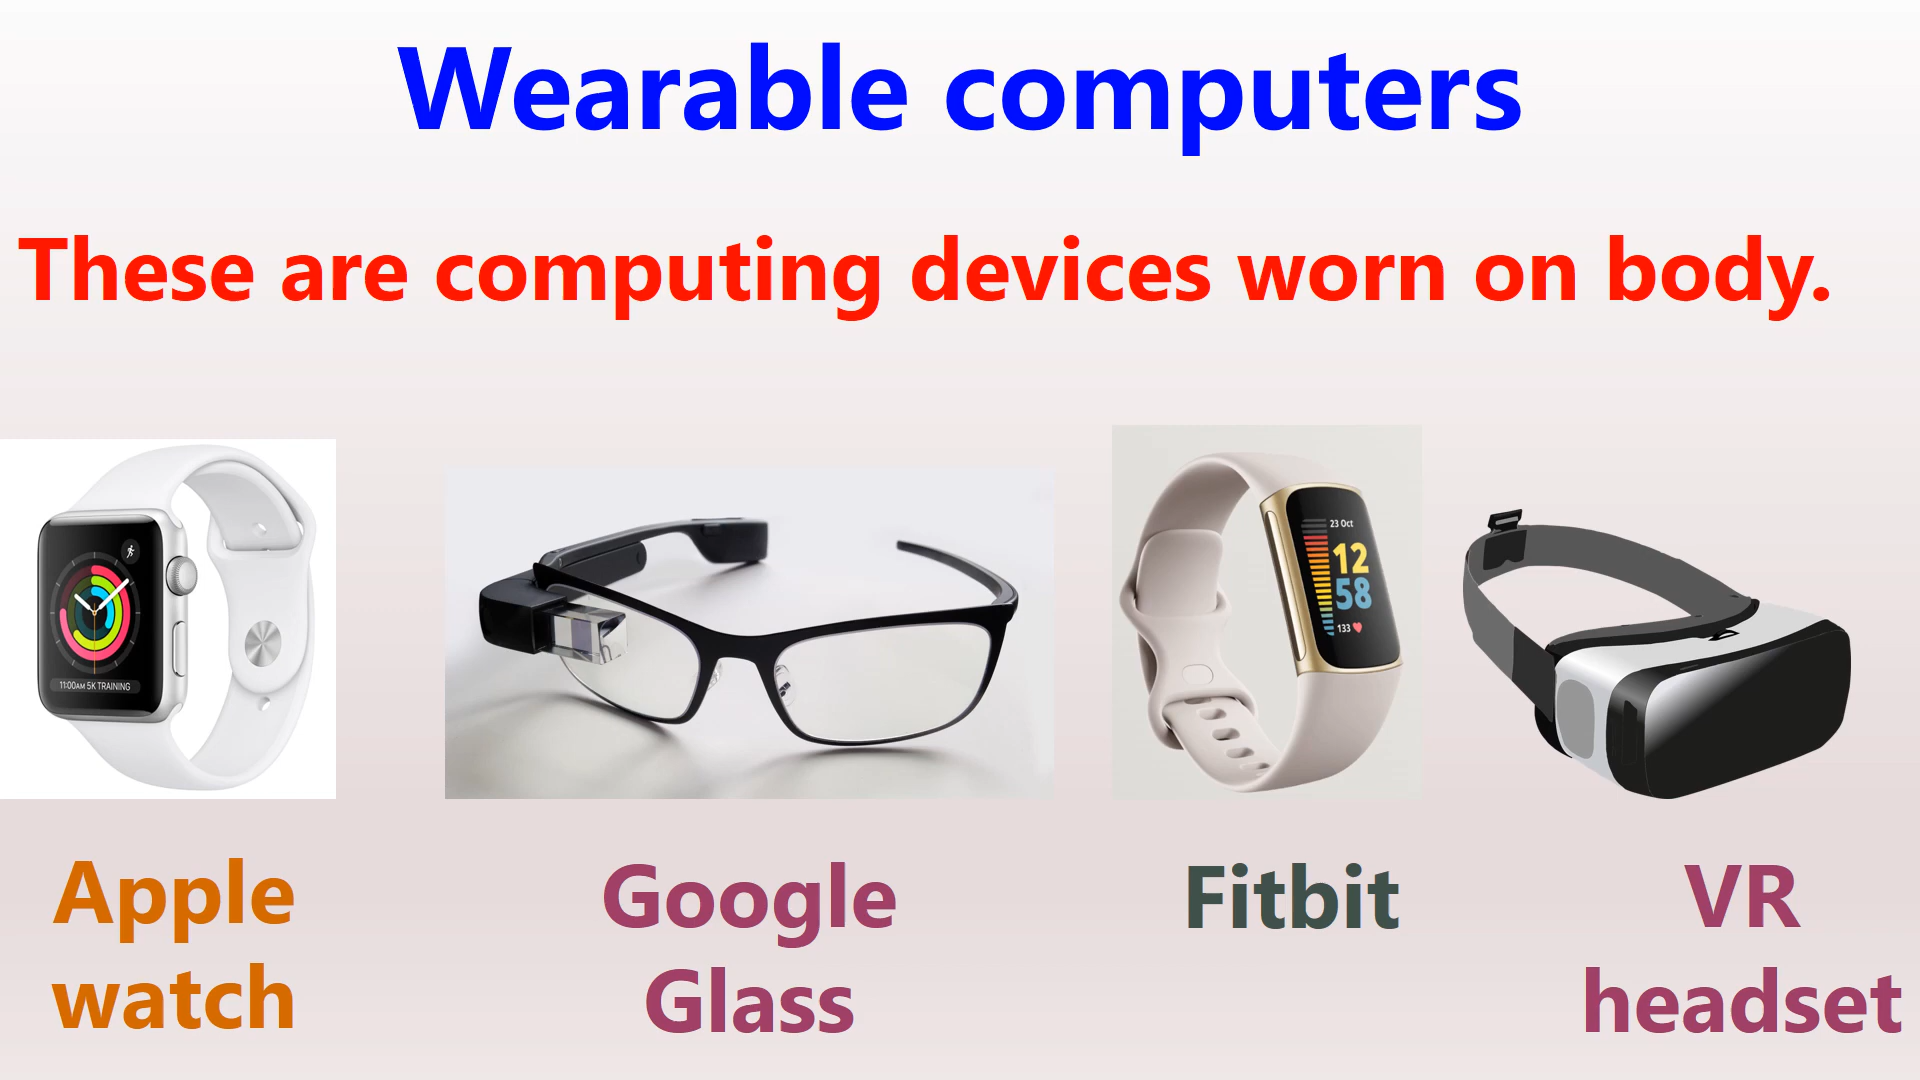 Wearable computers
These are computing devices worn on body.
11:00AM 5K TRAINING
23 Oct
12
58
133
Apple
watch
Google
Glass
Fitbit
VR
headset